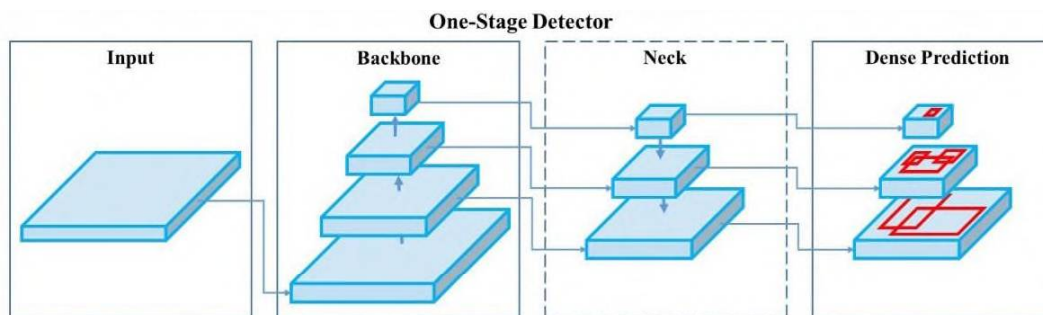 One-Stage Detector
Input
Backbone
Neck
Dense Prediction